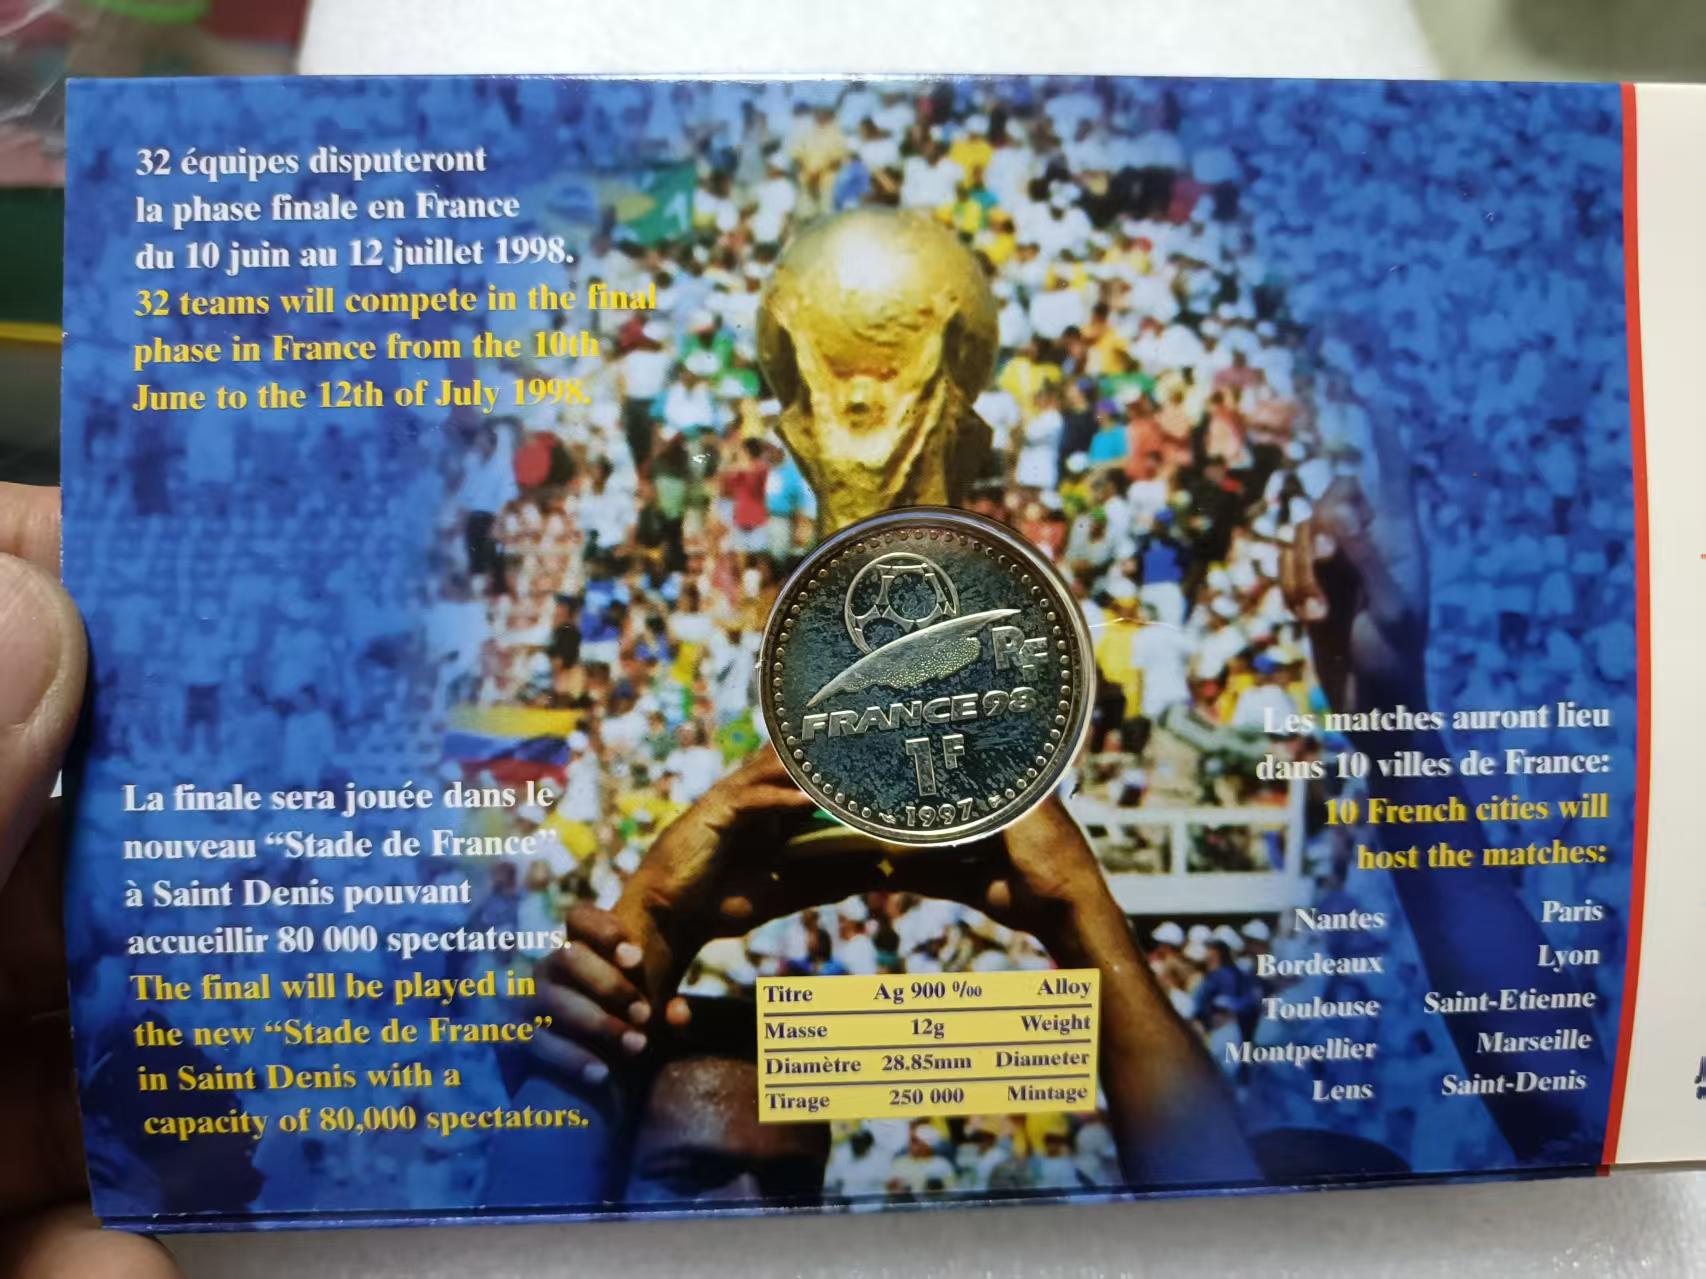 32 équipes disputeront
la phase finale en France
du 10 juin au 12 juillet 1998.
32 teams will compete in the final
phase in France from the 10th
June to the 12th of July 1998.
RF
FRANCE 98
1F
1997
La finale sera jouée dans le
nouveau “Stade de France”
à Saint Denis pouvant
accueillir 80 000 spectateurs.
The final will be played in
the new “Stade de France”
in Saint Denis with a
capacity of 80,000 spectators.
Titre Ag 900 ‰ Alloy
Masse 12g Weight
Diamètre 28.85mm Diameter
Tirage 250 000 Mintage
Les matches auront lieu
dans 10 villes de France:
10 French cities will
host the matches:
Nantes Paris
Bordeaux Lyon
Toulouse Saint-Etienne
Montpellier Marseille
Lens Saint-Denis